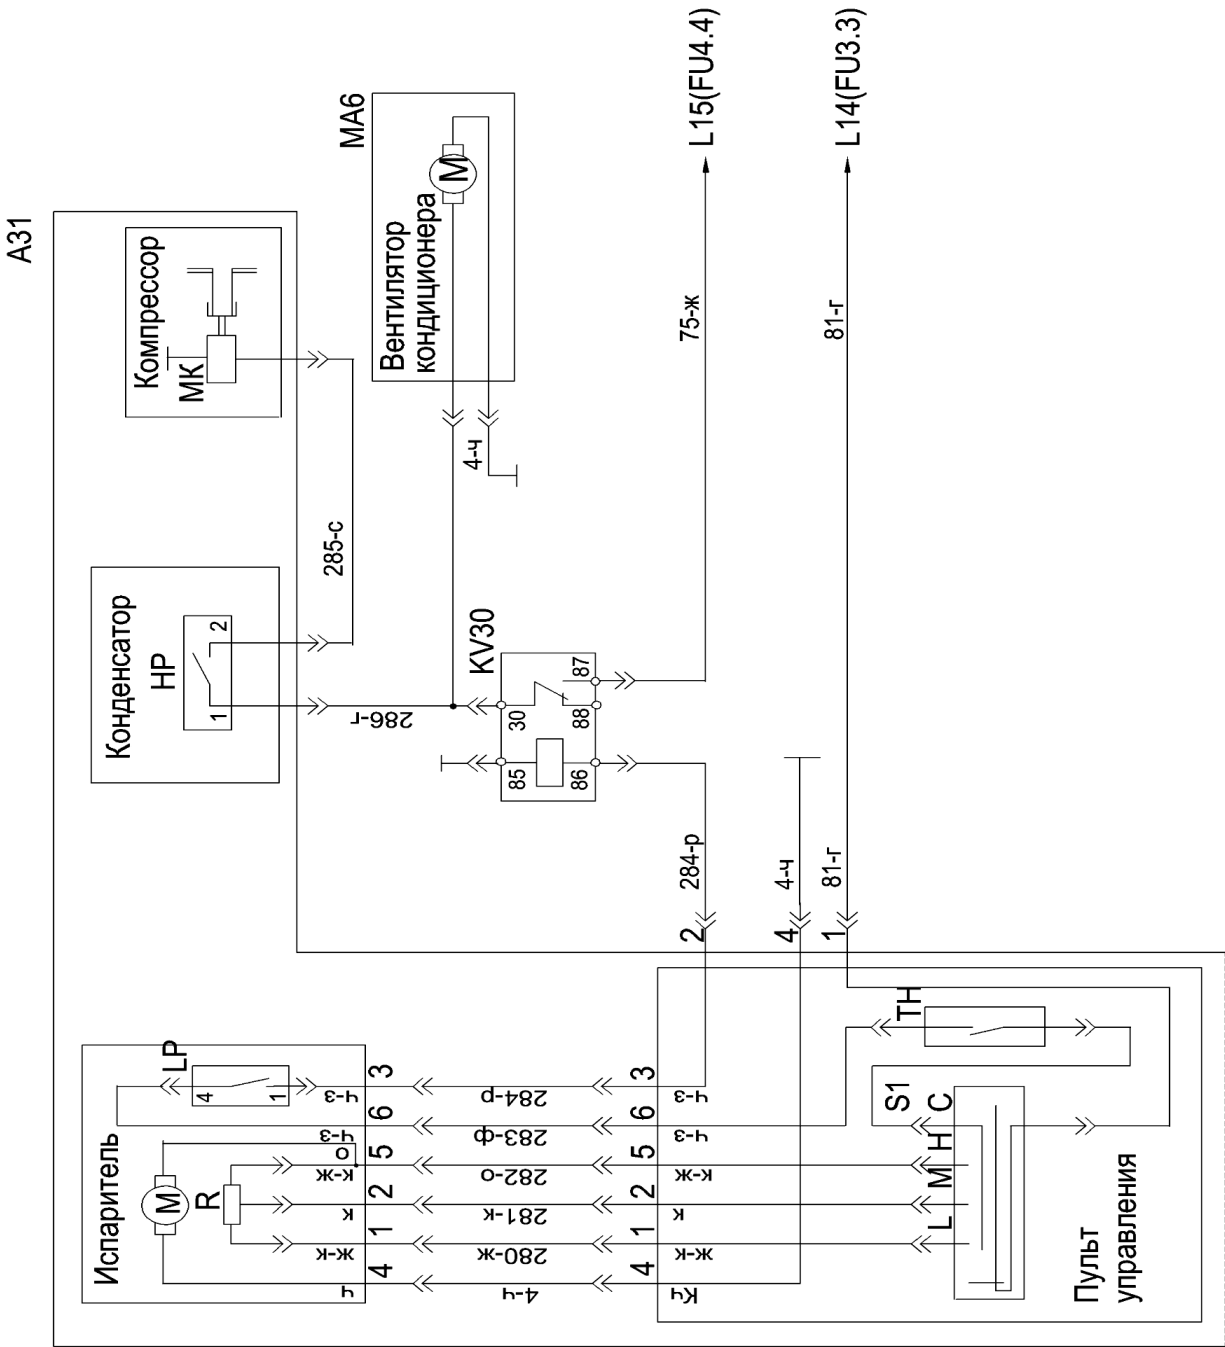 A31
Компрессор
МК
МА6
Вентилятор
кондиционера
M
4-ч
L15(FU4.4)
L14(FU3.3)
75-ж
81-г
Конденсатор
HP
1
2
285-с
286-г
KV30
30
87
88
85
86
284-р
4-ч
81-г
2
4
1
Испаритель
M
R
LP
4
1
ч-з
ч-з
о
к-ж
к
ж-к
ч
3
6
5
2
1
4
284-р
283-ф
282-о
281-к
280-ж
4-ч
3
6
5
2
1
4
ч-з
ч-з
к-ж
к
ж-к
Кч
TH
S1
C
H
M
L
Пульт
управления